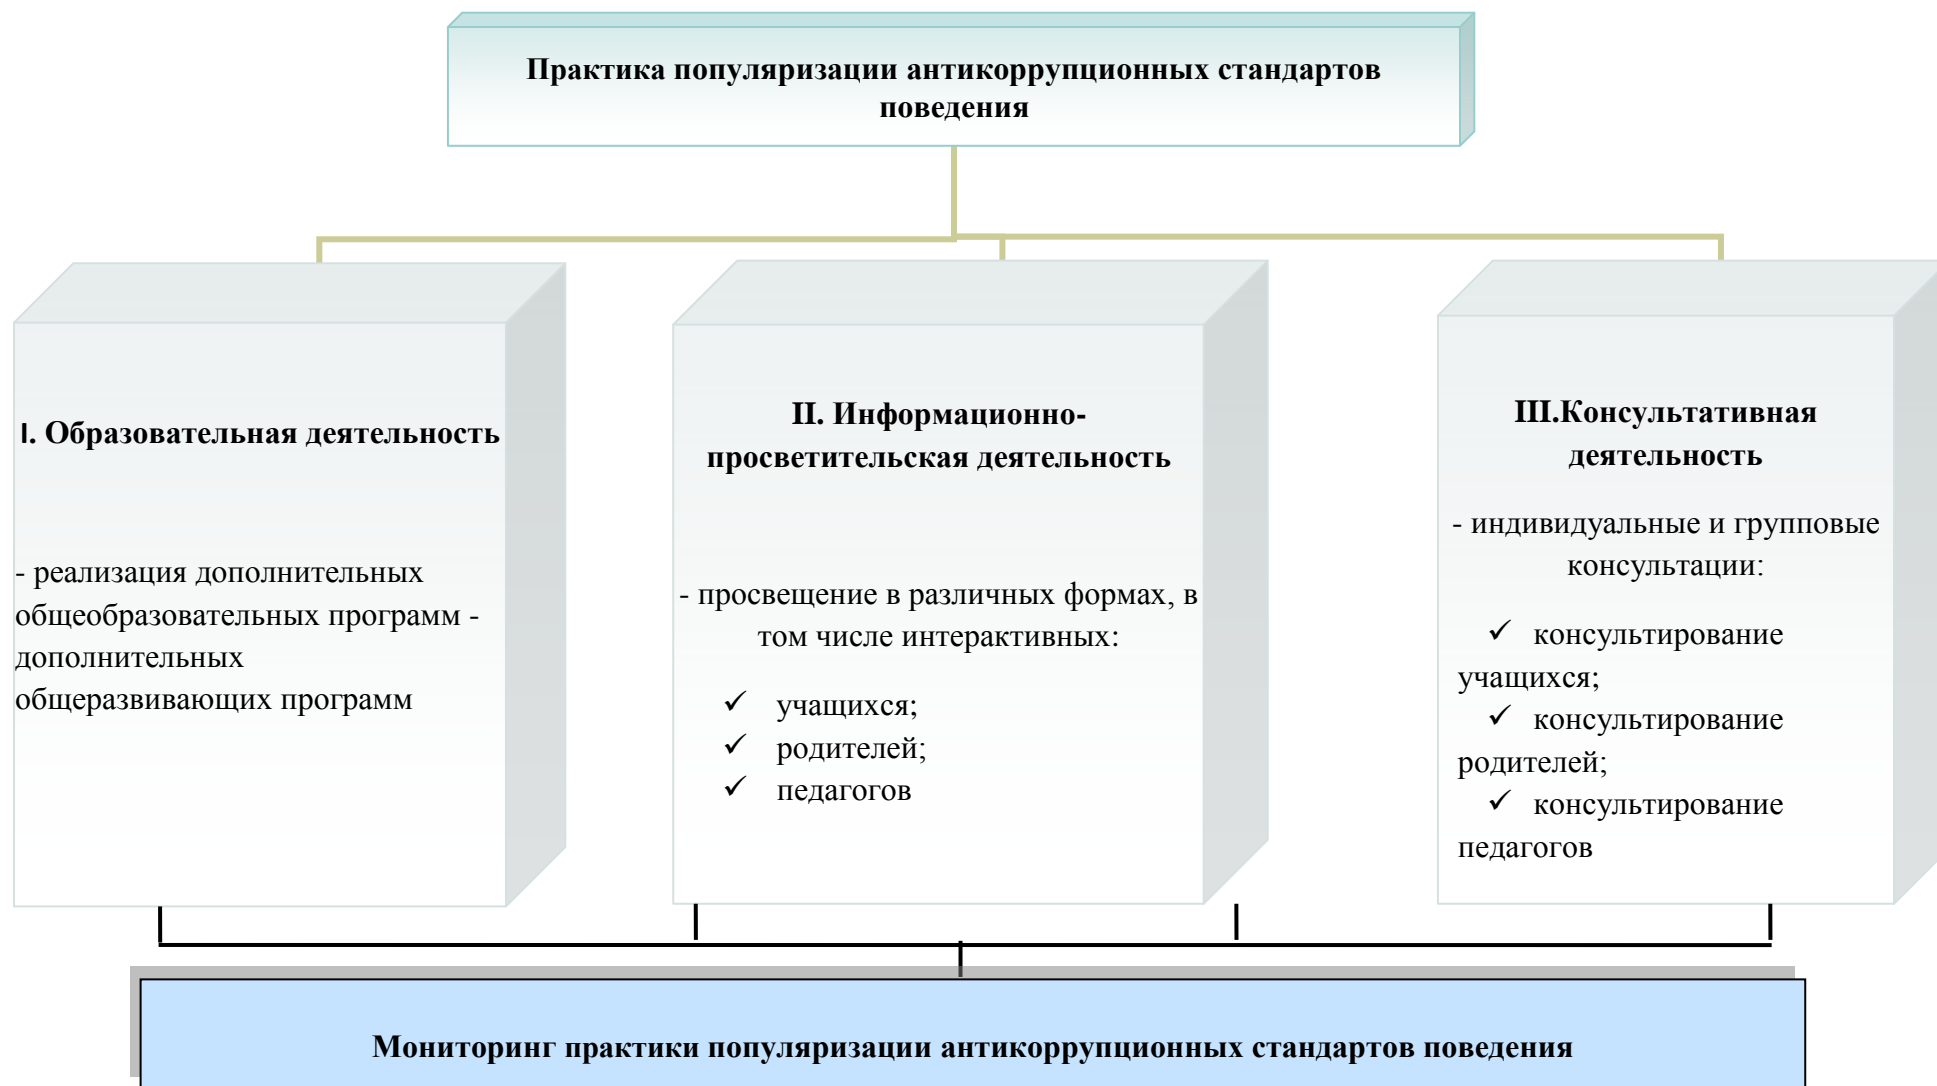 Практика популяризации антикоррупционных стандартов
поведения
I. Образовательная деятельность
- реализация дополнительных
общеобразовательных программ -
дополнительных
общеразвивающих программ
II. Информационно-
просветительская деятельность
- просвещение в различных формах, в
том числе интерактивных:
✓ учащихся;
✓ родителей;
✓ педагогов
III.Консультативная
деятельность
- индивидуальные и групповые
консультации:
✓ консультирование
учащихся;
✓ консультирование
родителей;
✓ консультирование
педагогов
Мониторинг практики популяризации антикоррупционных стандартов поведения